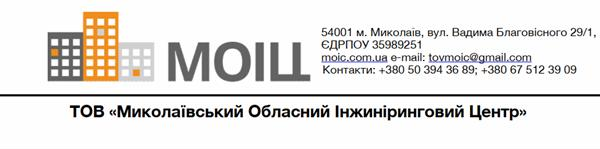 МОІЦ
54001 м. Миколаїв, вул. Вадима Благовісного 29/1,
ЄДРПОУ 35989251
moic.com.ua e-mail: tovmoic@gmail.com
Контакти: +380 50 394 36 89; +380 67 512 39 09
ТОВ «Миколаївський Обласний Інжиніринговий Центр»